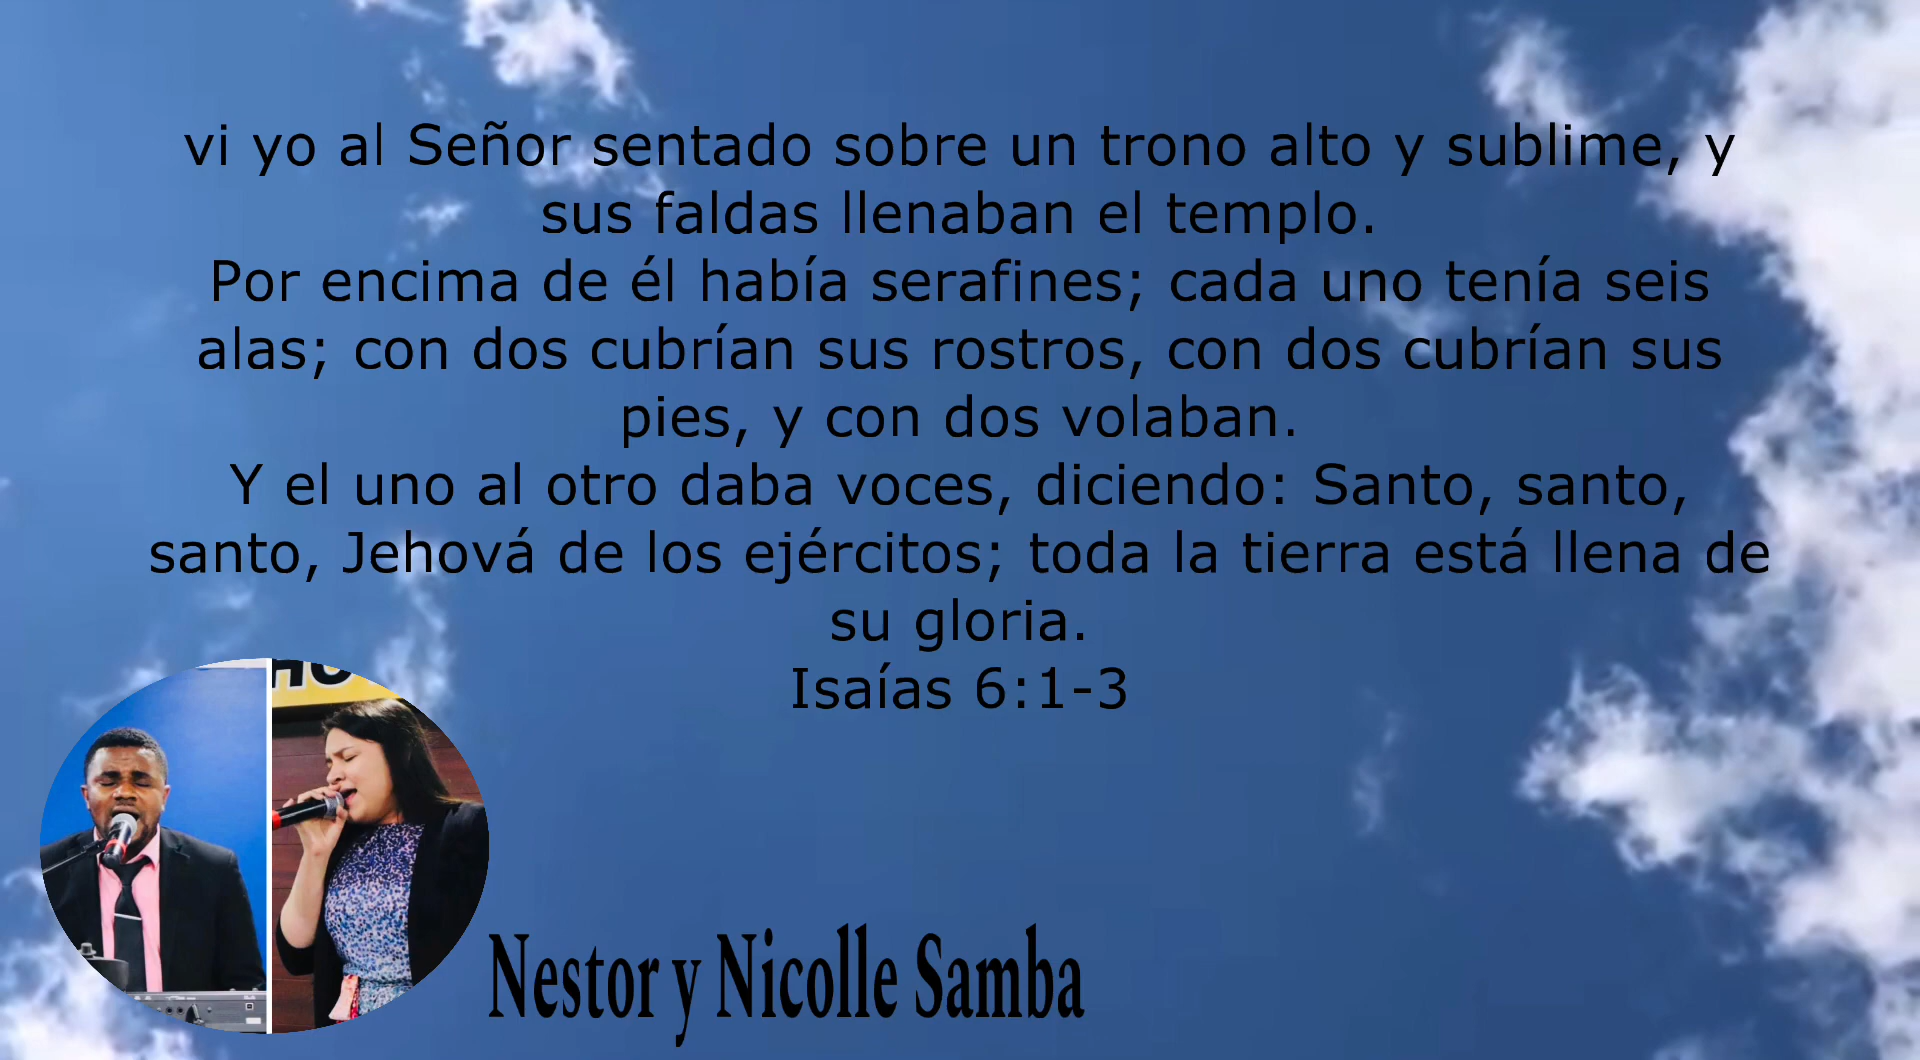 vi yo al Señor sentado sobre un trono alto y sublime, y
sus faldas llenaban el templo.
Por encima de él había serafines; cada uno tenía seis
alas; con dos cubrían sus rostros, con dos cubrían sus
pies, y con dos volaban.
Y el uno al otro daba voces, diciendo: Santo, santo,
santo, Jehová de los ejércitos; toda la tierra está llena de
su gloria.
Isaías 6:1-3
Nestor y Nicolle Samba